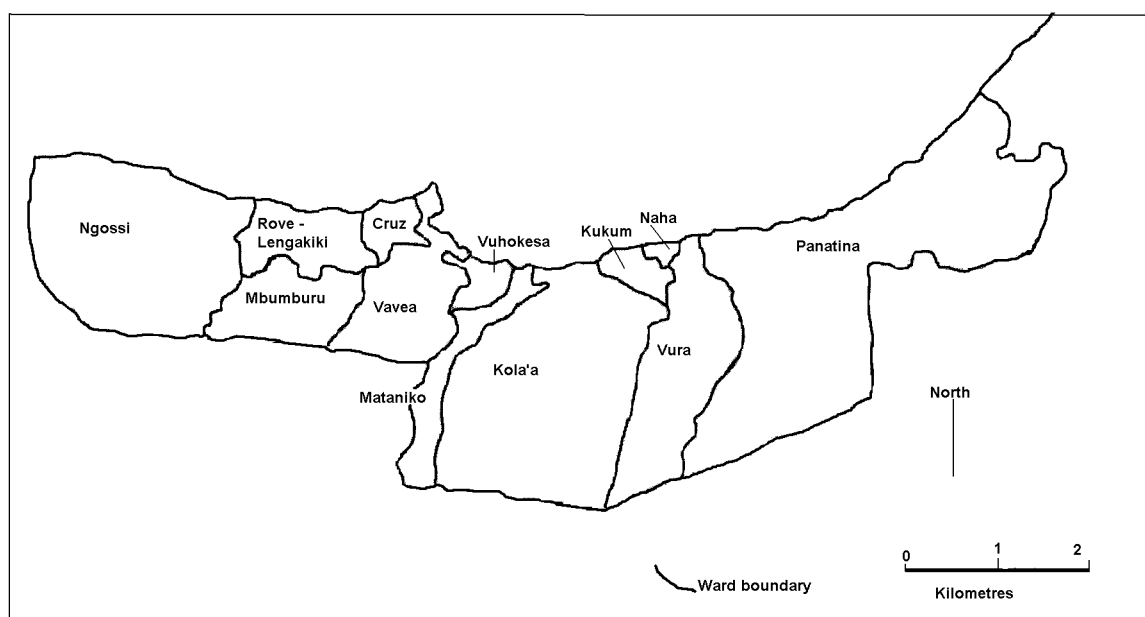 Ngossi
Rove -
Lengakiki
Cruz
Vuhokesa
Kukum
Naha
Panatina
Mbumburu
Vavea
Mataniko
Kola'a
Vura
North
0 1 2
Kilometres
Ward boundary